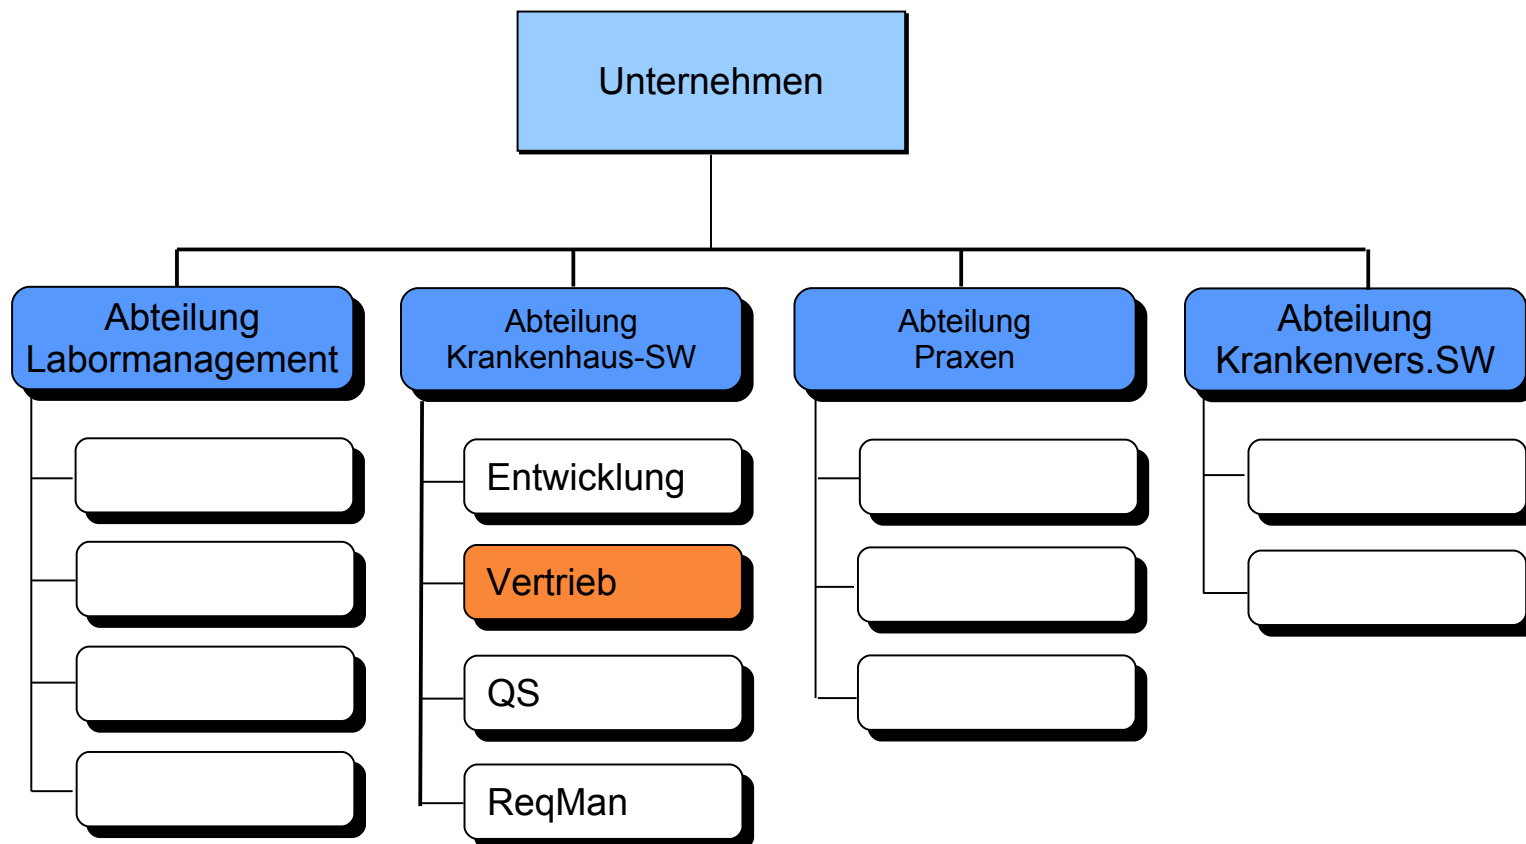 Unternehmen
Abteilung
Labormanagement
Abteilung
Krankenhaus-SW
Entwicklung
Vertrieb
QS
ReqMan
Abteilung
Praxen
Abteilung
Krankenvers.SW